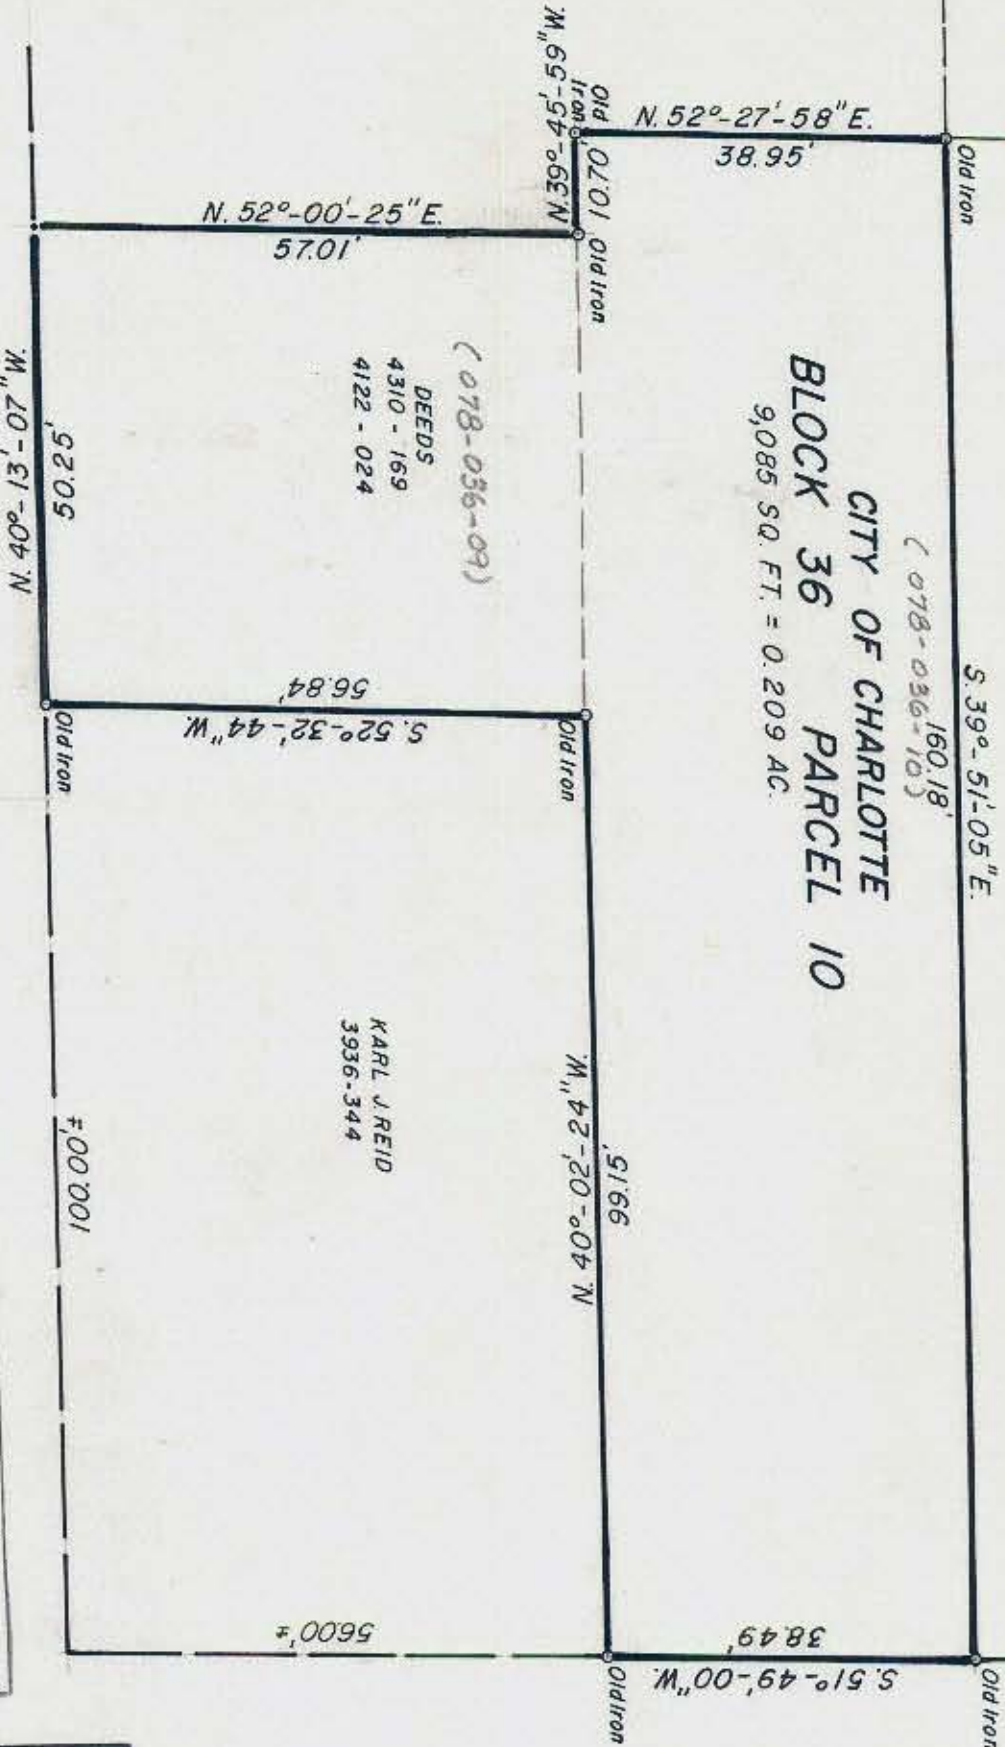 S. 39°-51'-05"E.
160.18'
(078-036-10)
CITY OF CHARLOTTE
BLOCK 36 PARCEL 10
9,085 SQ. FT. = 0.209 AC.
Old Iron
N. 52°-27'-58"E.
38.95'
Old Iron
10.70'
N.39°-45'-59"W.
Old Iron
N. 52°-00'-25"E.
57.01'
(078-036-09)
DEEDS
4310 - 169
4122 - 024
50.25'
N. 40°-13'-07"W.
Old Iron
56.84'
S. 52°-32'-44"W.
Old Iron
99.15'
N. 40°-02'-24"W.
KARL J. REID
3936-344
100.00'±
56.00'±
Old Iron
38.49'
S. 51°-49'-00"W.
Old Iron